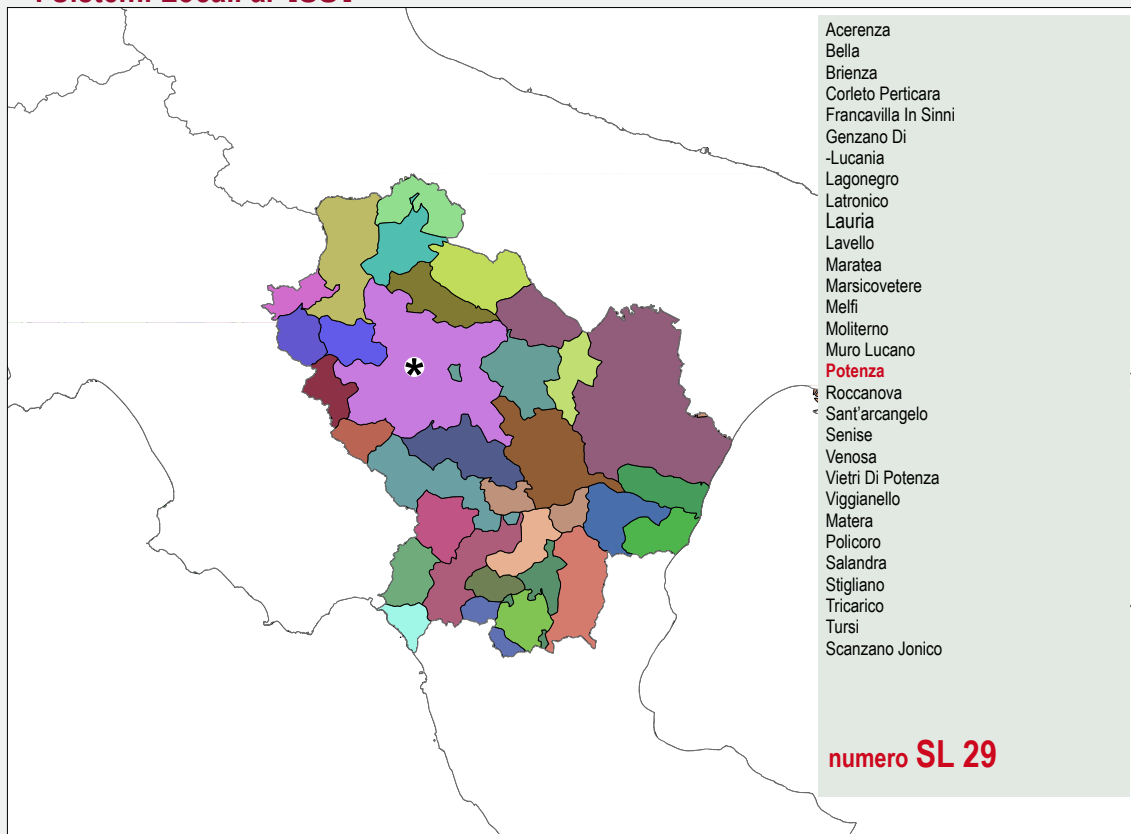 Acerenza
Bella
Brienza
Corleto Perticara
Francavilla In Sinni
Genzano Di
-Lucania
Lagonegro
Latronico
Lauria
Lavello
Maratea
Marsicovetere
Melfi
Moliterno
Muro Lucano
Potenza
Roccanova
Sant'arcangelo
Senise
Venosa
Vietri Di Potenza
Viggianello
Matera
Policoro
Salandra
Stigliano
Tricarico
Tursi
Scanzano Jonico
numero SL 29
*